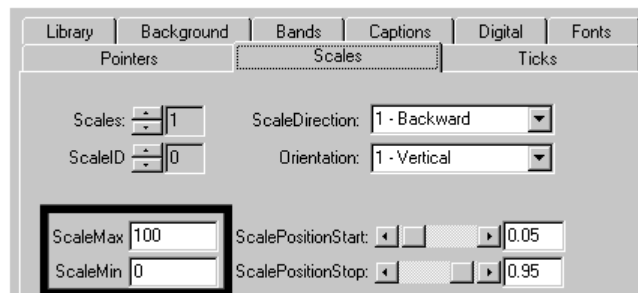 Library Background Bands Captions Digital Fonts
Pointers Scales Ticks
Scales: 1 ScaleDirection: 1 - Backward
ScaleID 0 Orientation: 1 - Vertical
ScaleMax 100 ScalePositionStart: 0.05
ScaleMin 0 ScalePositionStop: 0.95